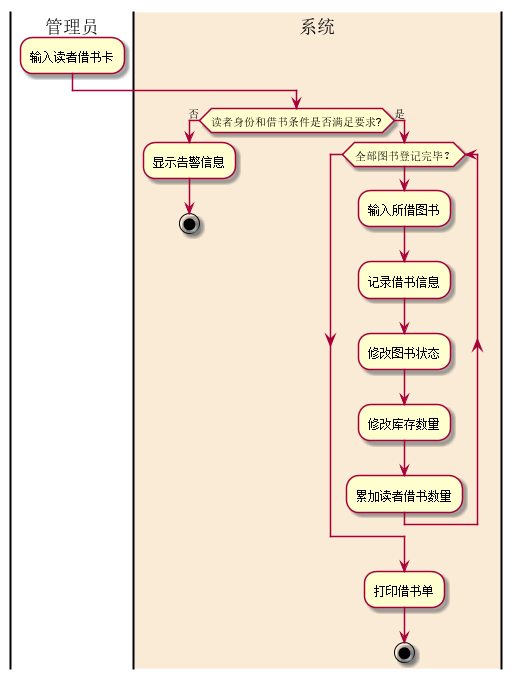 管理员
系统
输入读者借书卡
否
读者身份和借书条件是否满足要求?
是
显示告警信息
全部图书登记完毕？
输入所借图书
记录借书信息
修改图书状态
修改库存数量
累加读者借书数量
打印借书单